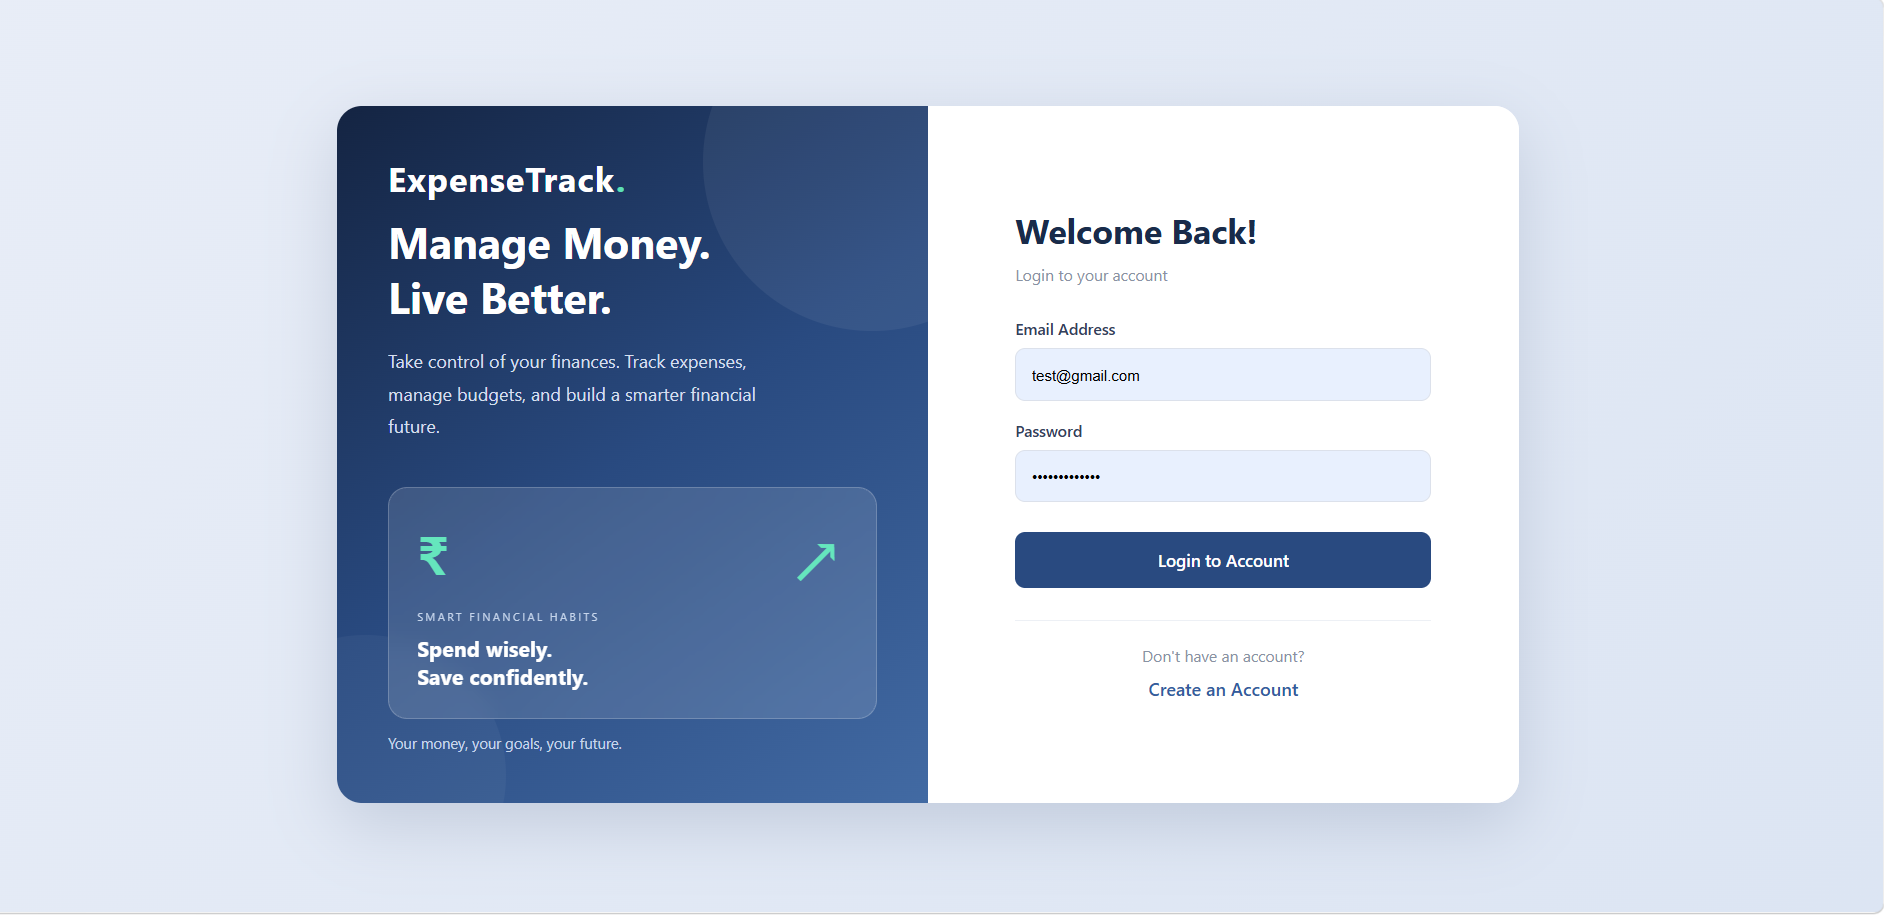 ExpenseTrack.
Manage Money.
Live Better.
Take control of your finances. Track expenses,
manage budgets, and build a smarter financial
future.
₹
↗
SMART FINANCIAL HABITS
Spend wisely.
Save confidently.
Your money, your goals, your future.
Welcome Back!
Login to your account
Email Address
test@gmail.com
Password
•••••••••••••
Login to Account
Don't have an account?
Create an Account